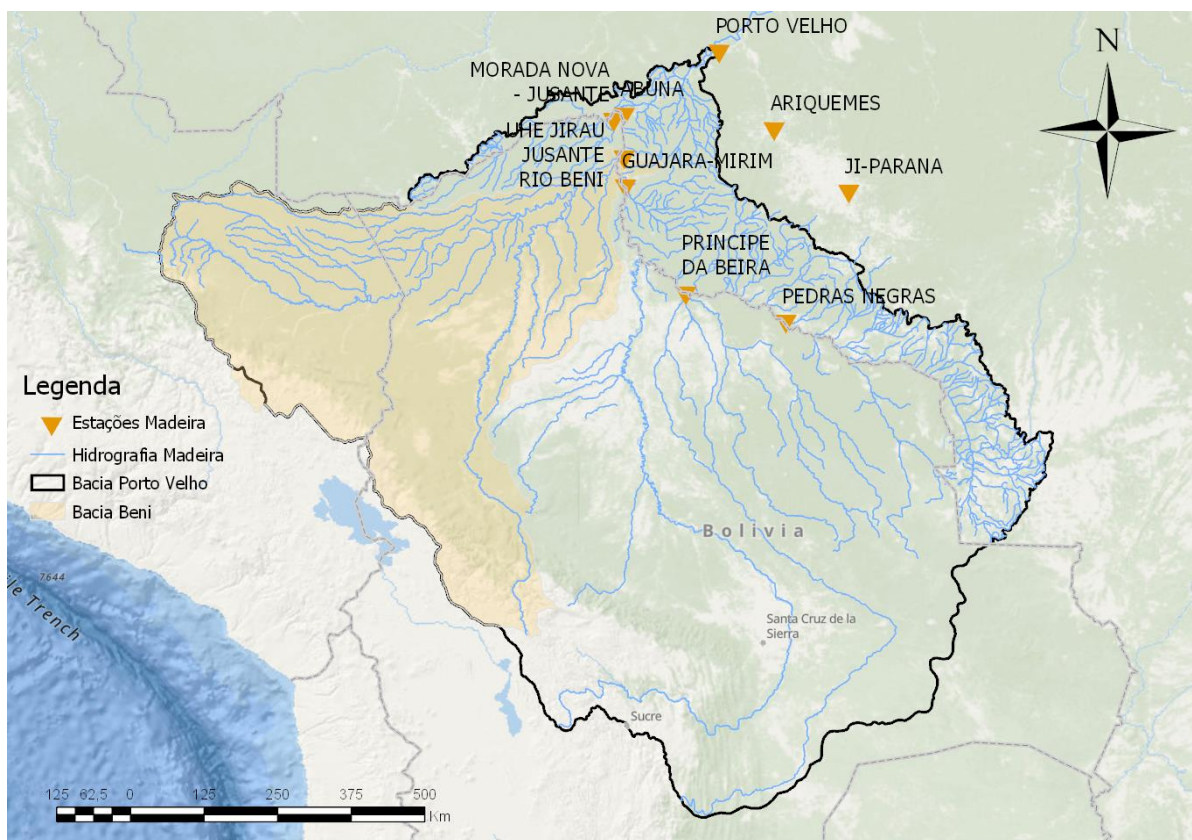 PORTO VELHO
N
MORADA NOVA
- JUSANTE
ABUNA
ARIQUEMES
UHE JIRAU
JUSANTE
RIO BENI
GUAJARA-MIRIM
JI-PARANA
PRINCIPE
DA BEIRA
PEDRAS NEGRAS
Legenda
Estações Madeira
Hidrografia Madeira
Bacia Porto Velho
Bacia Beni
Bolivia
7644
Trench
Santa Cruz de la
Sierra
Sucre
125 62,5 0 125 250 375 500
Km